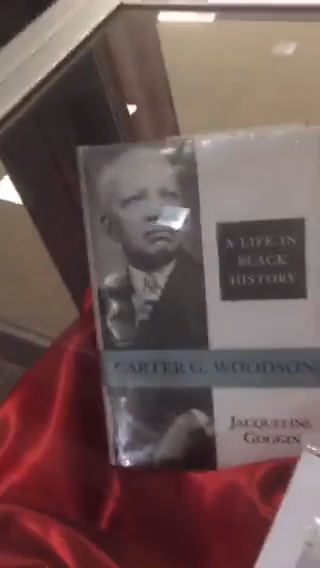 A LIFE IN
BLACK
HISTORY
CARTER G. WOODSON
JACQUELINE
GOGGIN